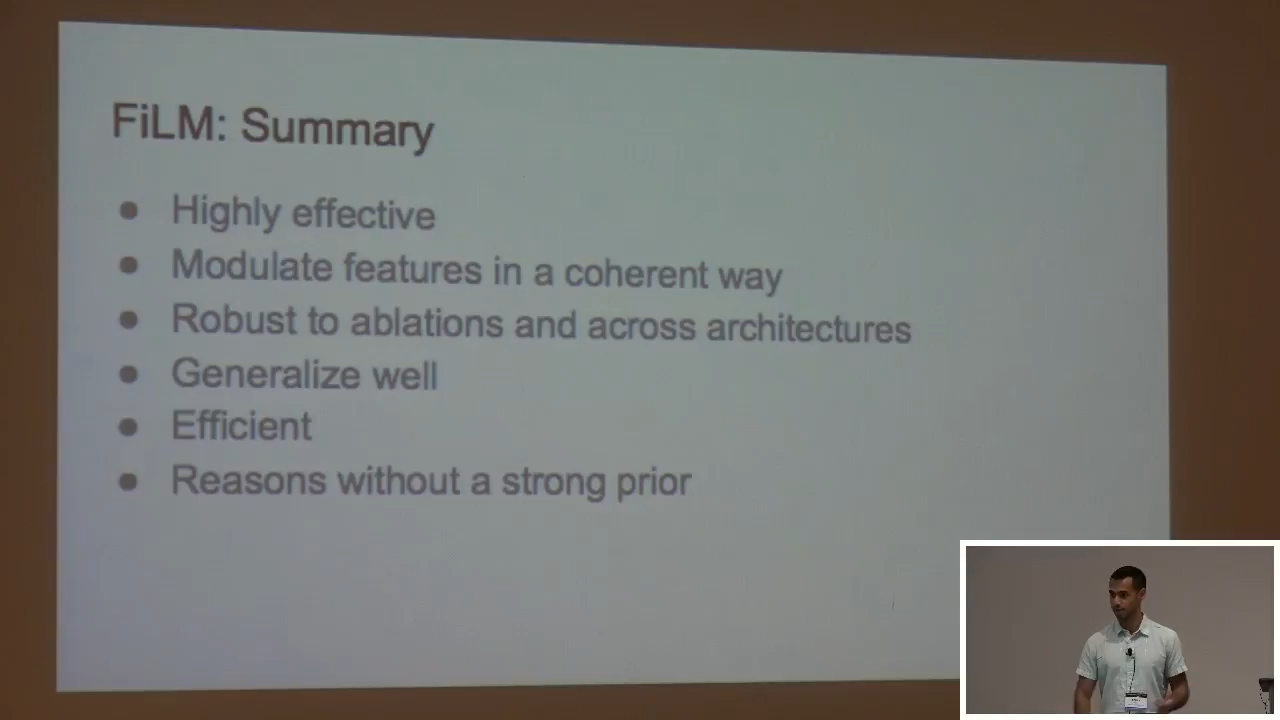 FiLM: Summary
● Highly effective
● Modulate features in a coherent way
● Robust to ablations and across architectures
● Generalize well
● Efficient
● Reasons without a strong prior